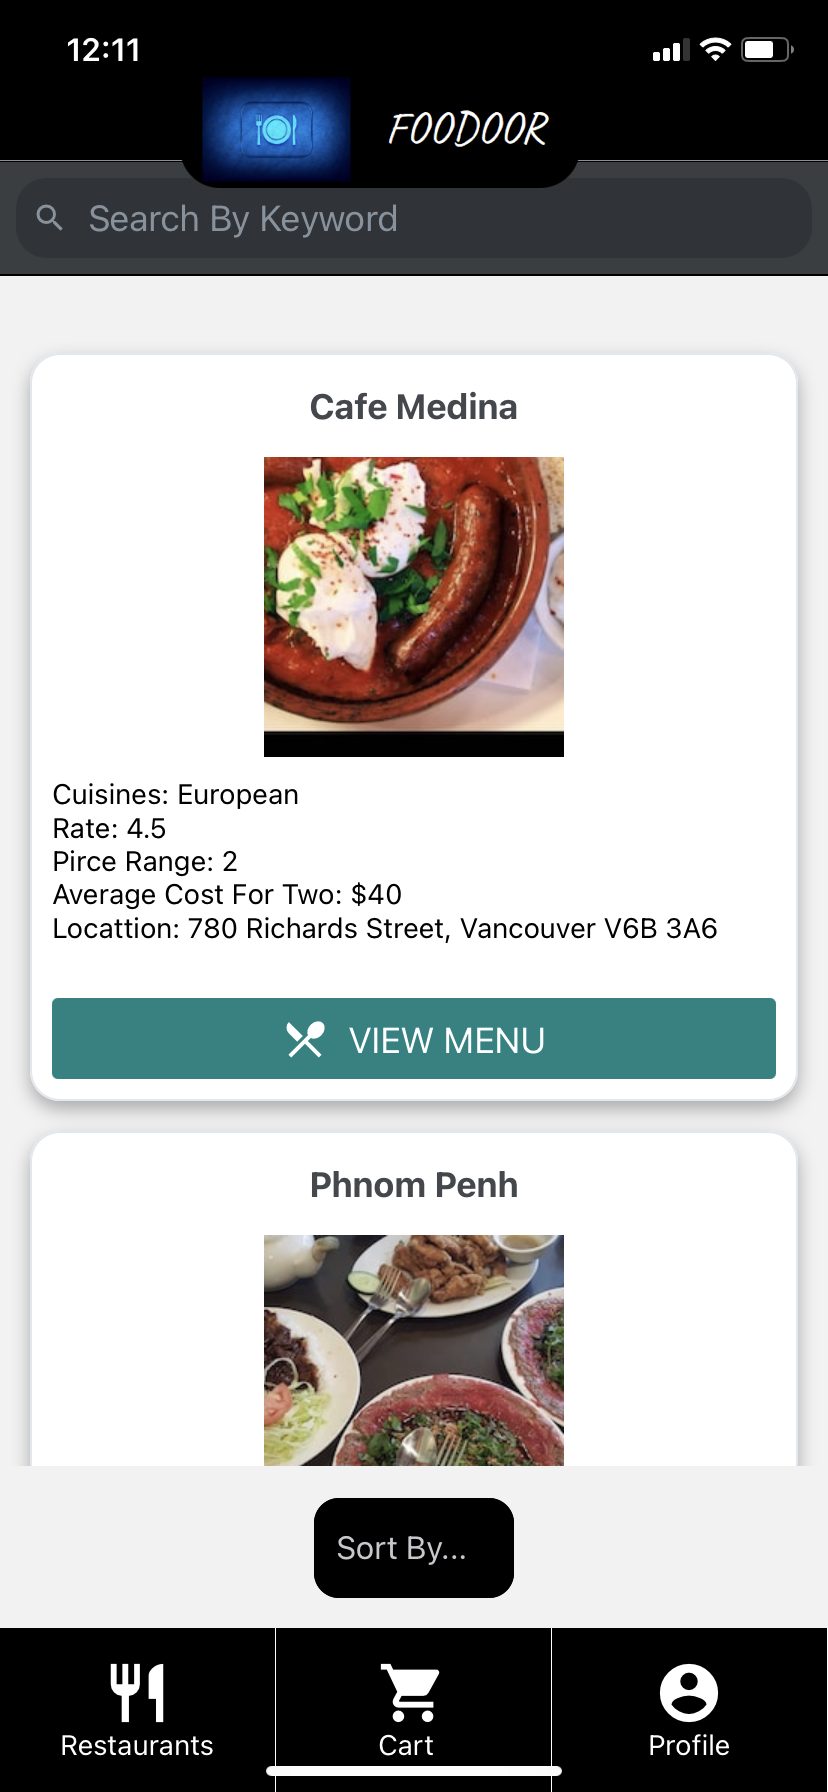 12:11
FOODOOR
Search By Keyword
Cafe Medina
Cuisines: European
Rate: 4.5
Pirce Range: 2
Average Cost For Two: $40
Locattion: 780 Richards Street, Vancouver V6B 3A6
VIEW MENU
Phnom Penh
Sort By...
Restaurants
Cart
Profile